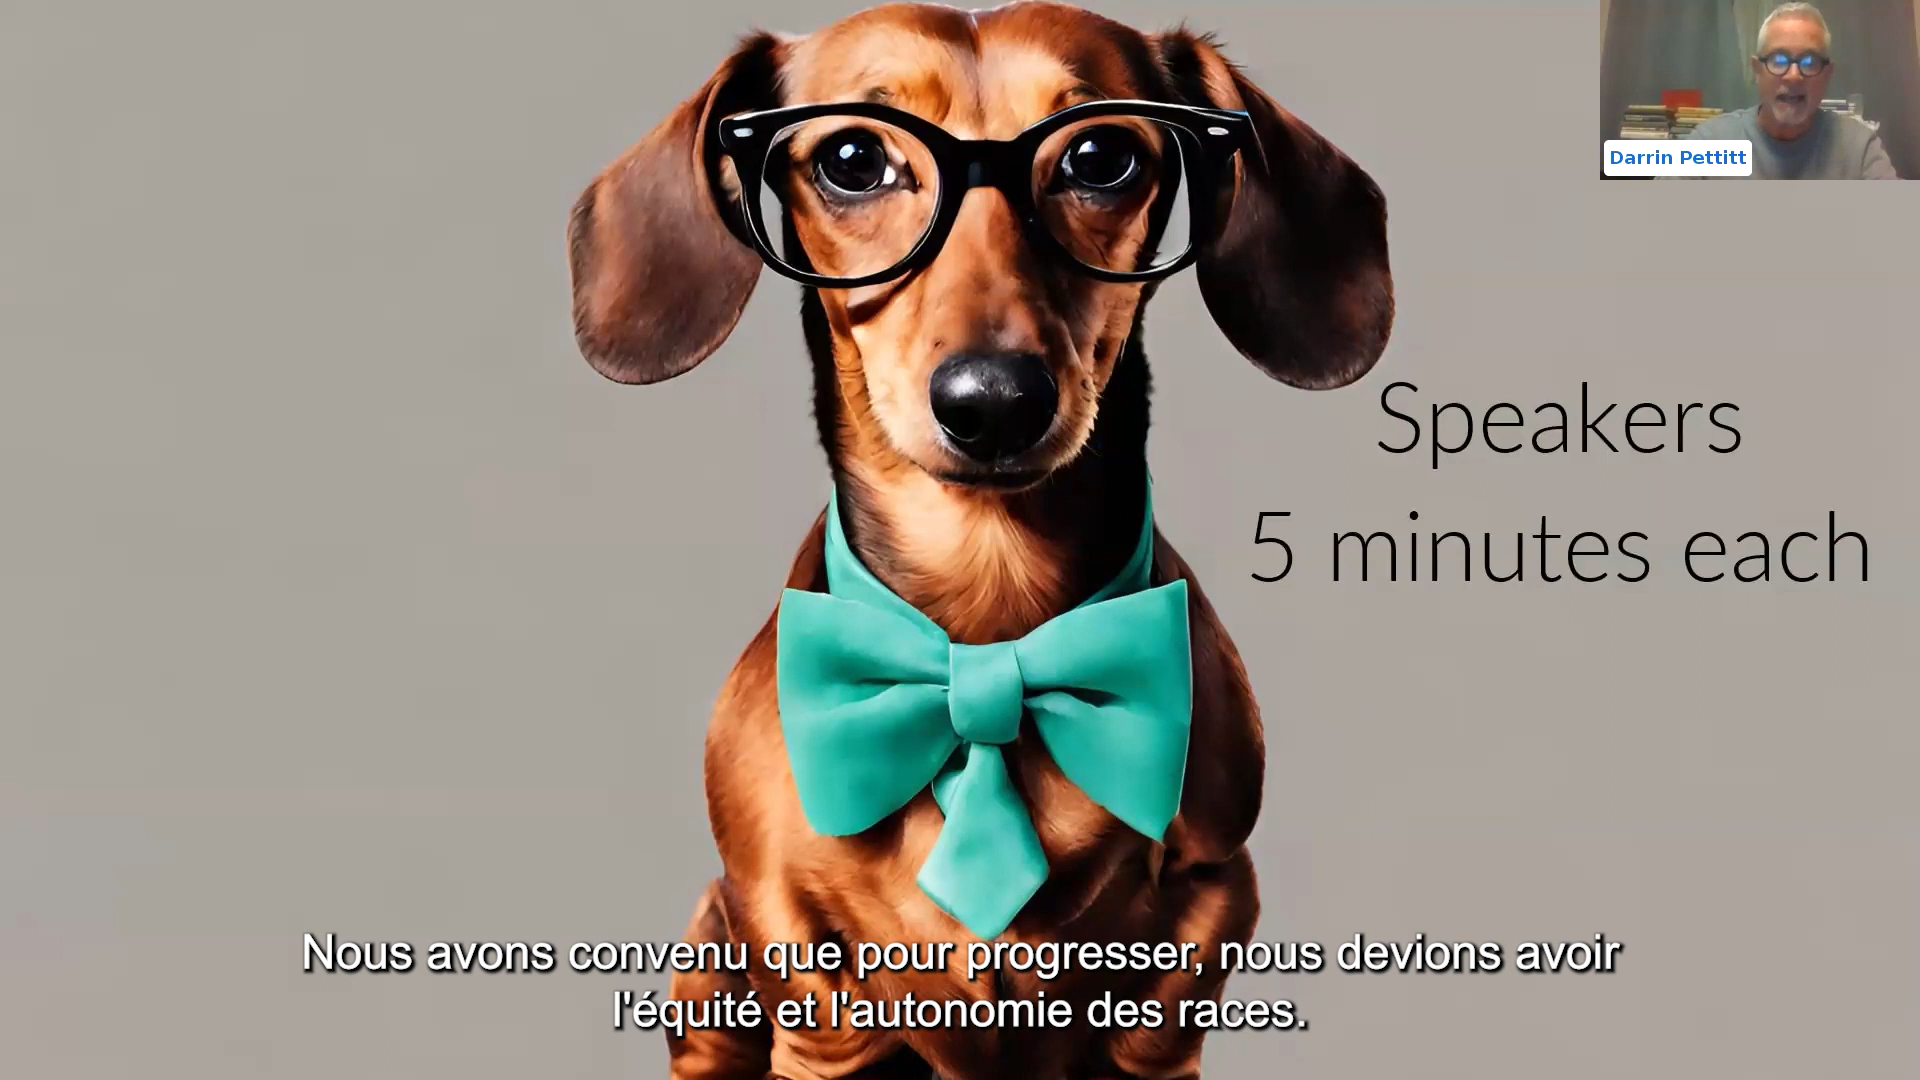 Darrin Pettitt
Speakers
5 minutes each
Nous avons convenu que pour progresser, nous devions avoir
l'équité et l'autonomie des races.